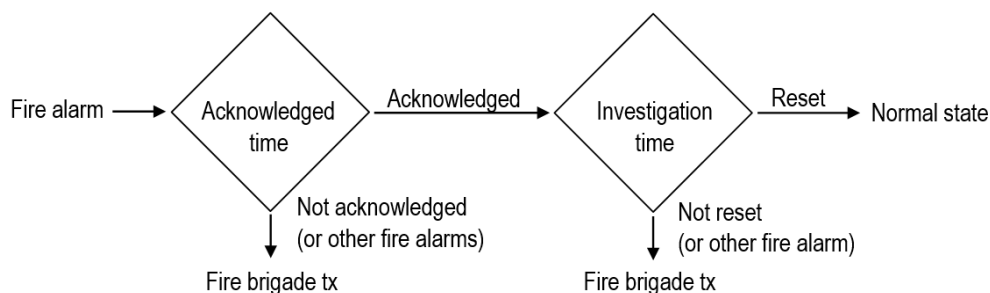 Fire alarm
Acknowledged
time
Acknowledged
Investigation
time
Reset
Normal state
Not acknowledged
(or other fire alarms)
Fire brigade tx
Not reset
(or other fire alarm)
Fire brigade tx